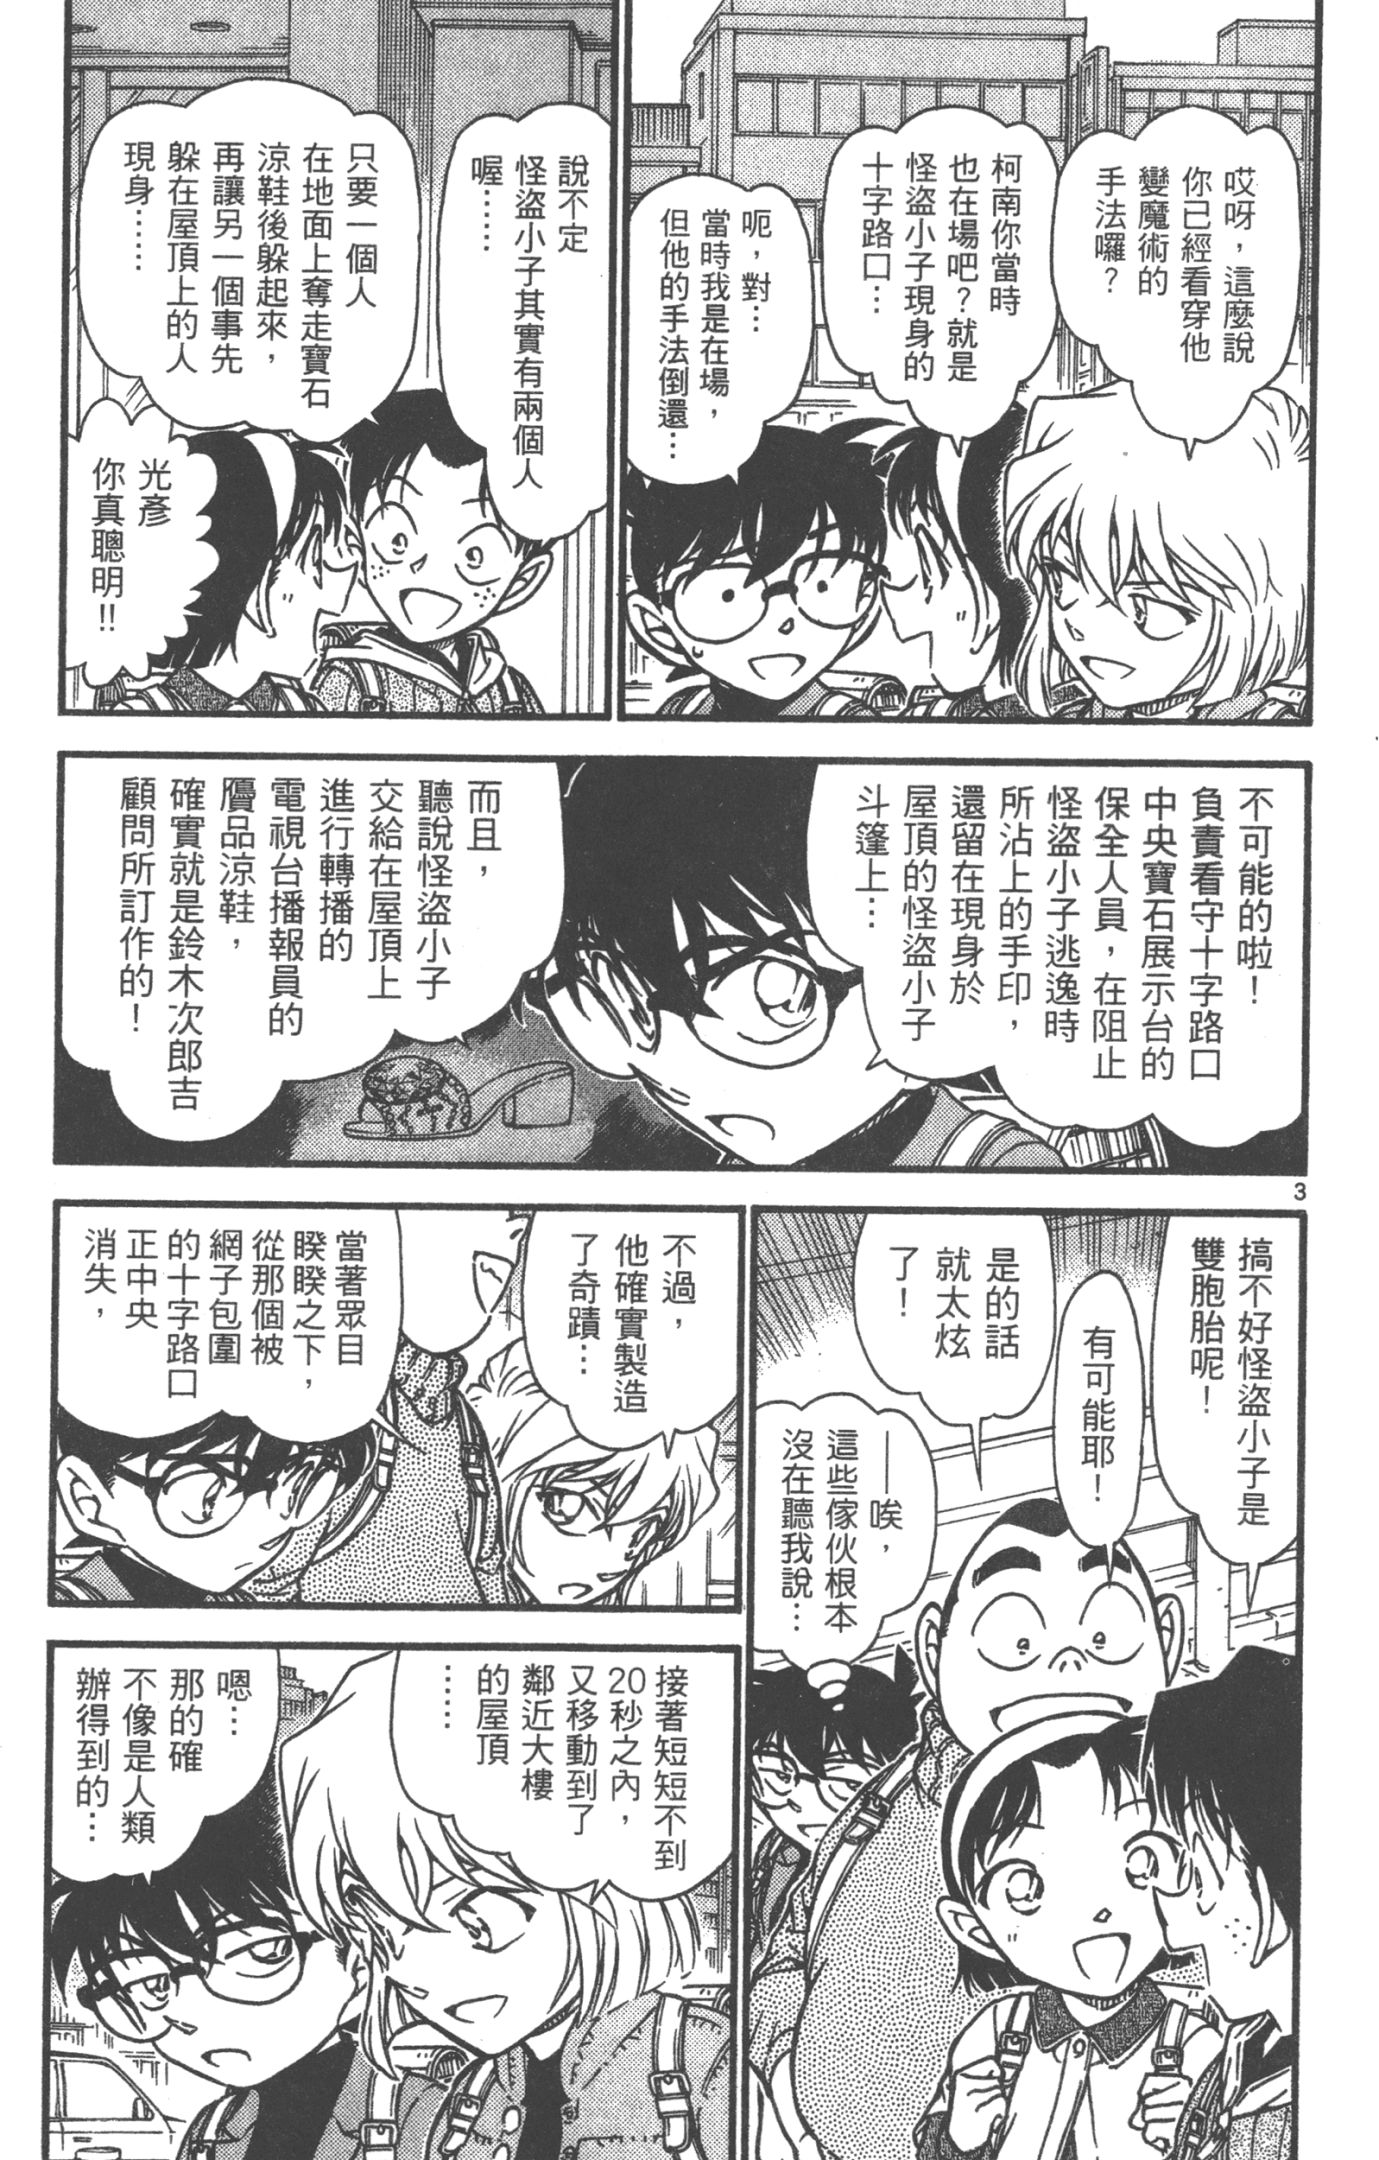 哎呀，這麼說
你已經看穿他
變魔術的
手法囉？
柯南你當時
也在場吧？就是
怪盜小子現身的
十字路口…
呃，對…
當時我是在場，
但他的手法倒還…
說不定
怪盜小子其實有兩個人
喔……
只要一個人
在地面上奪走寶石
涼鞋後躲起來，
再讓另一個事先
躲在屋頂上的人
現身……
光彥
你真聰明!!
不可能的啦！
負責看守十字路口
中央寶石展示台的
保全人員，在阻止
怪盜小子逃逸時
所沾上的手印，
還留在現身於
屋頂的怪盜小子
斗篷上…
而且，
聽說怪盜小子
交給在屋頂上
進行轉播的
電視台播報員的
贗品涼鞋，
確實就是鈴木次郎吉
顧問所訂作的！
3
搞不好怪盜小子是
雙胞胎呢！
有可能耶！
是的話
就太炫
了！
——唉，
這些傢伙根本
沒在聽我說…
不過，
他確實製造
了奇蹟…
當著眾目
睽睽之下，
從那個被
網子包圍
的十字路口
正中央
消失，
接著短短不到
20秒之內，
又移動到了
鄰近大樓
的屋頂
……
嗯…
那的確
不像是人類
辦得到的…